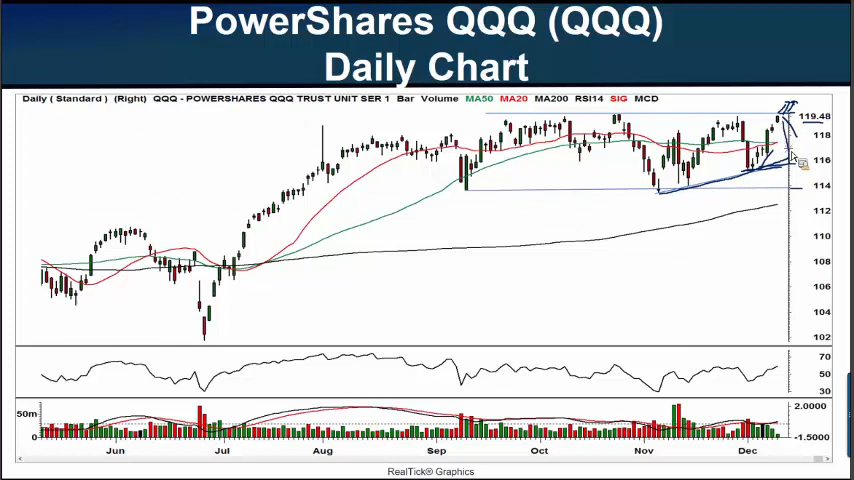 PowerShares QQQ (QQQ)
Daily Chart
Daily ( Standard ) (Right) QQQ - POWERSHARES QQQ TRUST UNIT SER 1 Bar Volume MA50 MA20 MA200 RSI14 SIG MCD
119.48
118
116
114
112
110
108
106
104
102
70
50
30
50m 2.0000
0 -1.5000
Jun Jul Aug Sep Oct Nov Dec
RealTick® Graphics